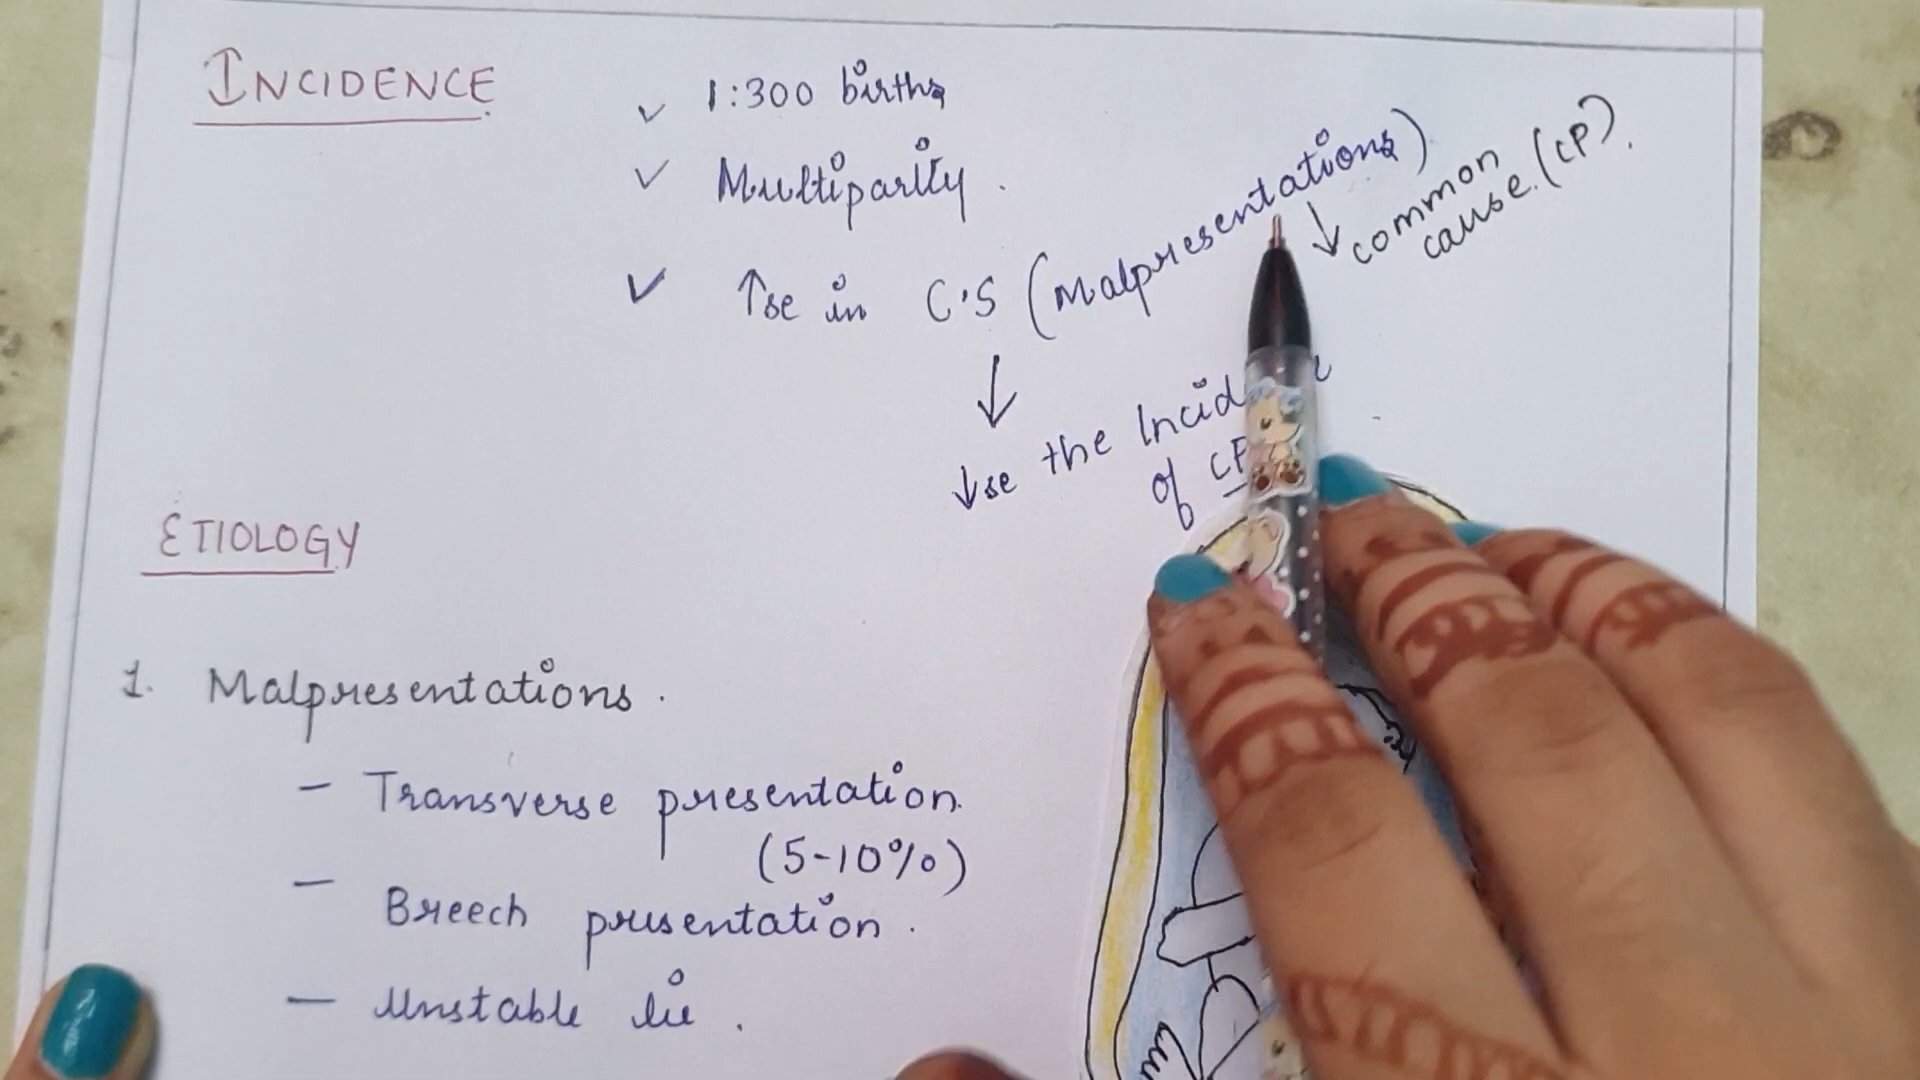 INCIDENCE
✓ 1:300 births
✓ Multiparity.
✓ ↑se in C.S (Malpresentations)
↓ common
cause. (CP).
↓
↓se the
of
ETIOLOGY
1. Malpresentations.
- Transverse presentation.
(5-10%)
- Breech presentation.
- Unstable lie.